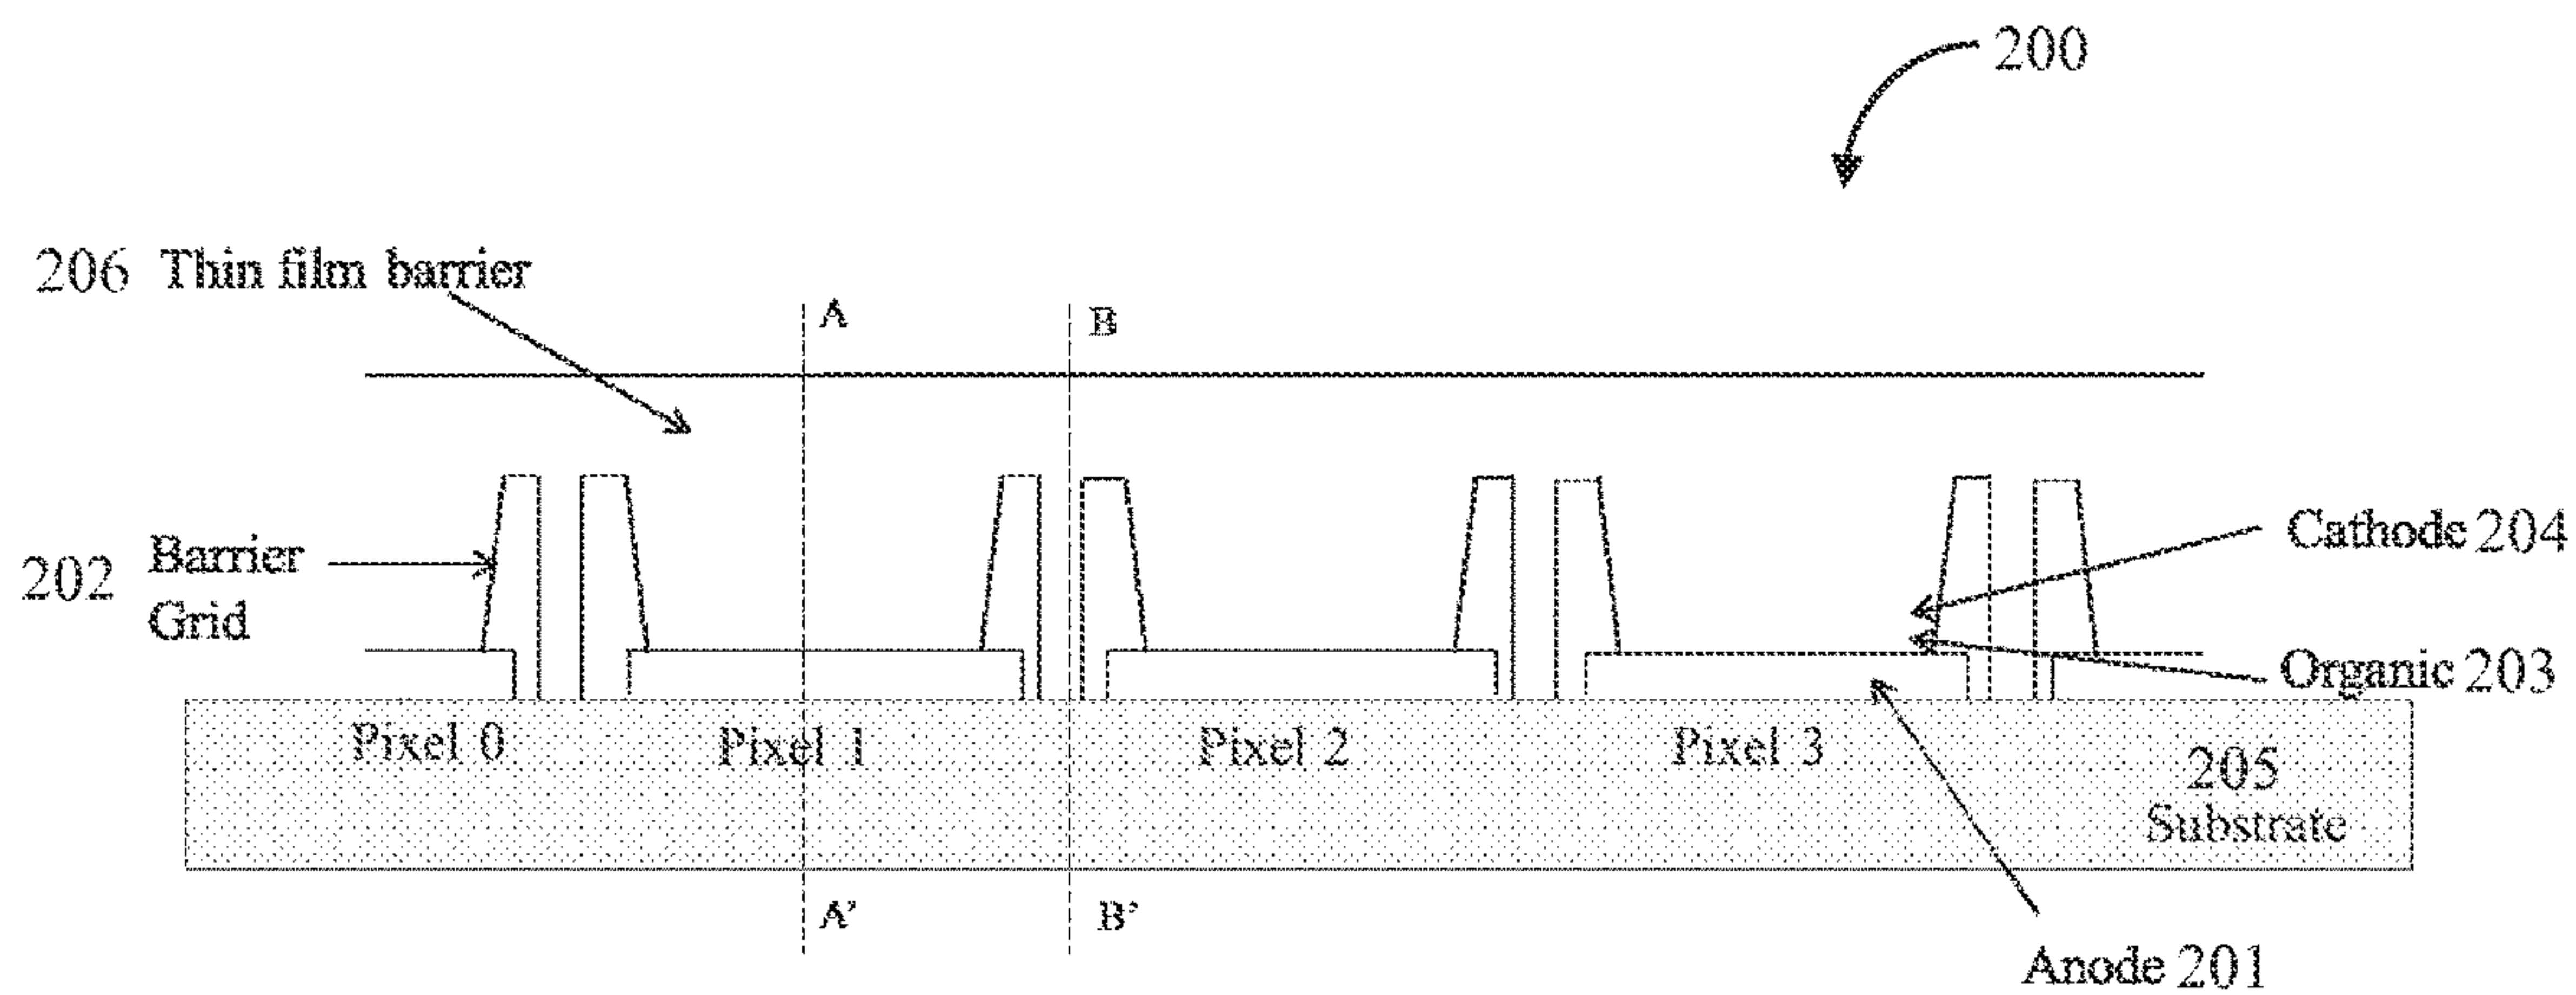 200
206 Thin film barrier
A
B
202 Barrier
Grid
Cathode 204
Organic 203
Pixel 0
Pixel 1
Pixel 2
Pixel 3
205
Substrate
A'
B'
Anode 201